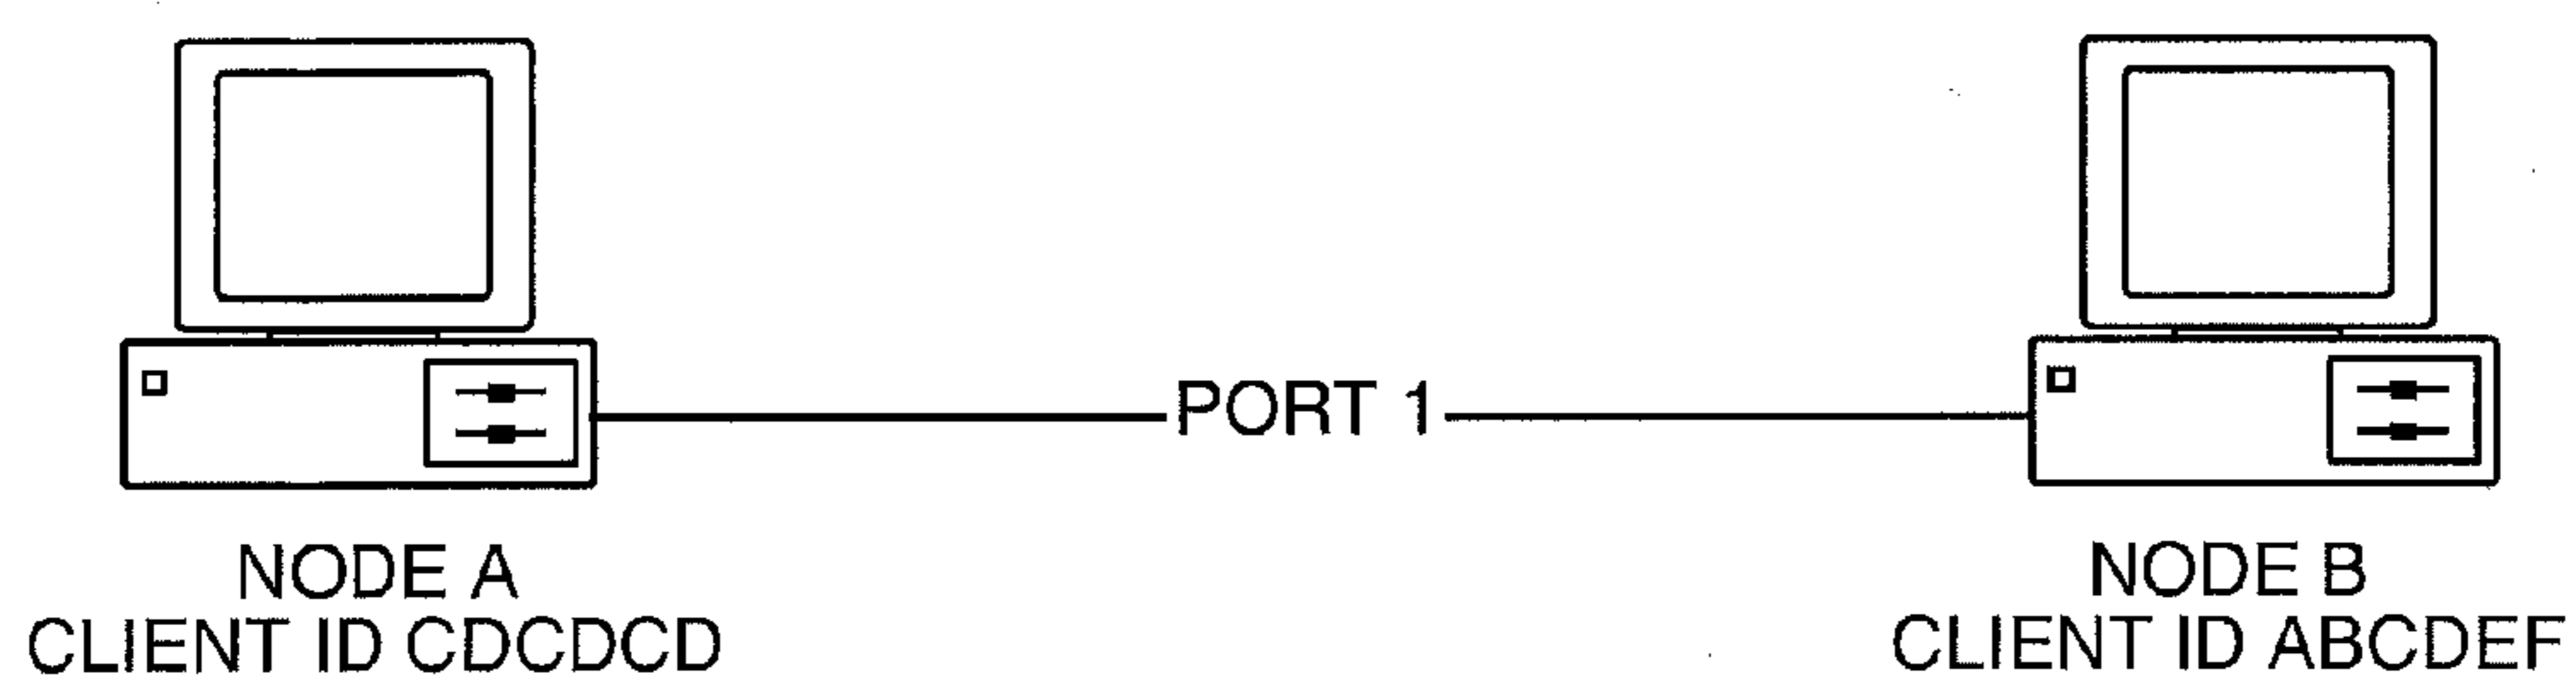 PORT 1
NODE A
CLIENT ID CDCDCD
NODE B
CLIENT ID ABCDEF